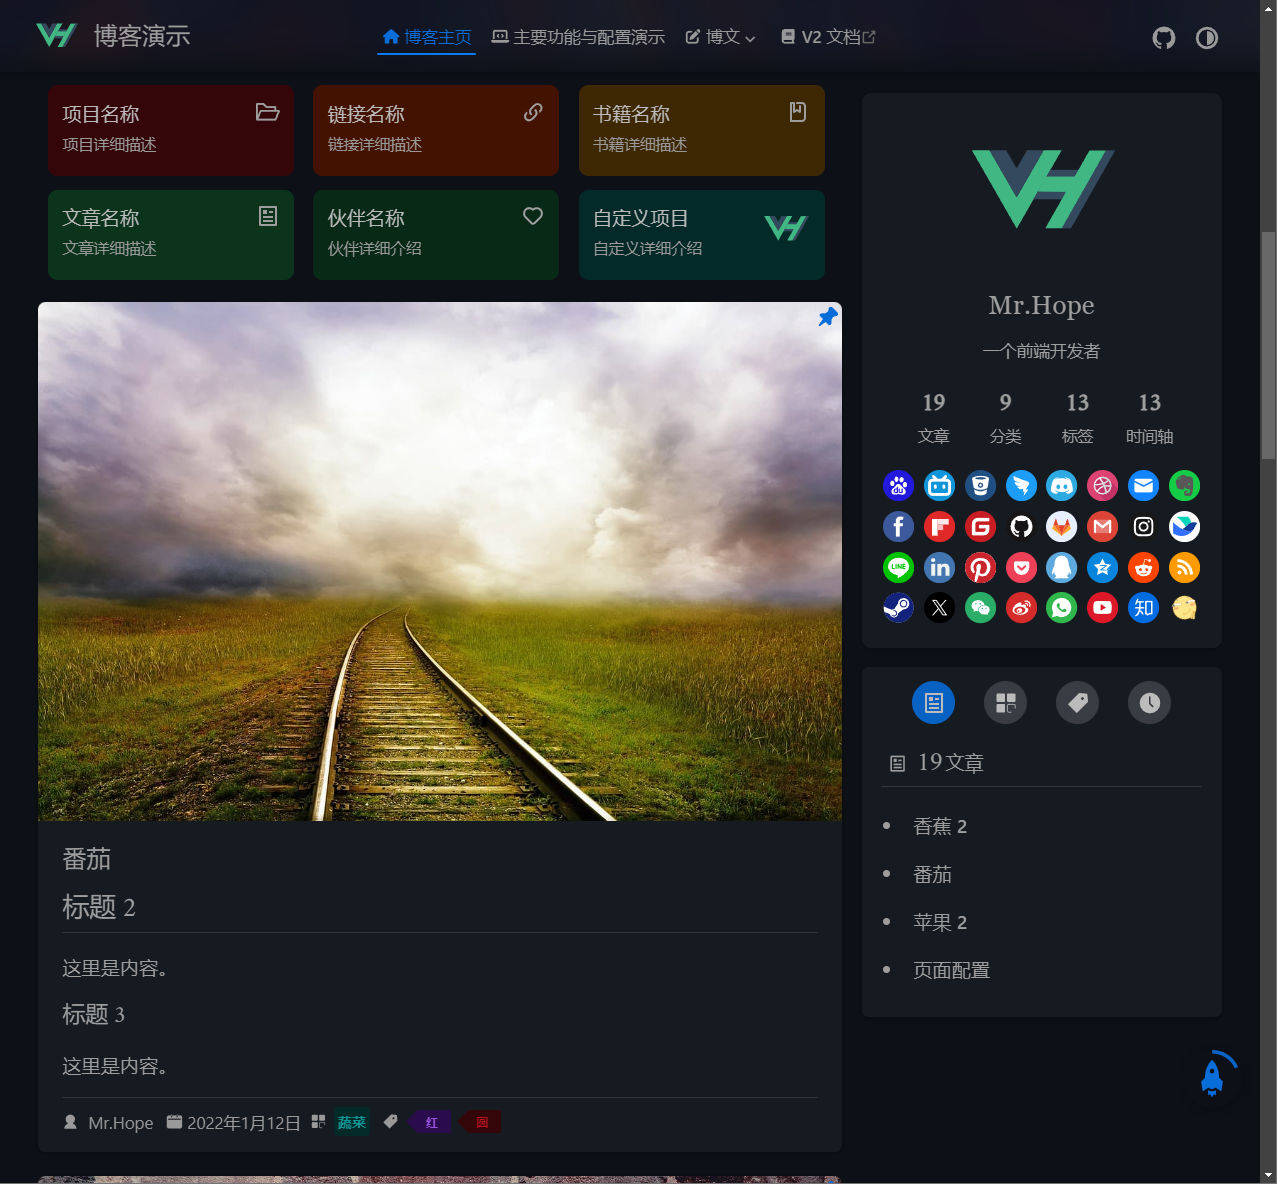 博客演示
博客主页
主要功能与配置演示
博文
V2 文档
项目名称
项目详细描述
链接名称
链接详细描述
书籍名称
书籍详细描述
文章名称
文章详细描述
伙伴名称
伙伴详细介绍
自定义项目
自定义详细介绍
番茄
标题 2
这里是内容。
标题 3
这里是内容。
Mr.Hope
2022年1月12日
蔬菜
红
圆
Mr.Hope
一个前端开发者
19
文章
9
分类
13
标签
13
时间轴
知
19文章
香蕉 2
番茄
苹果 2
页面配置